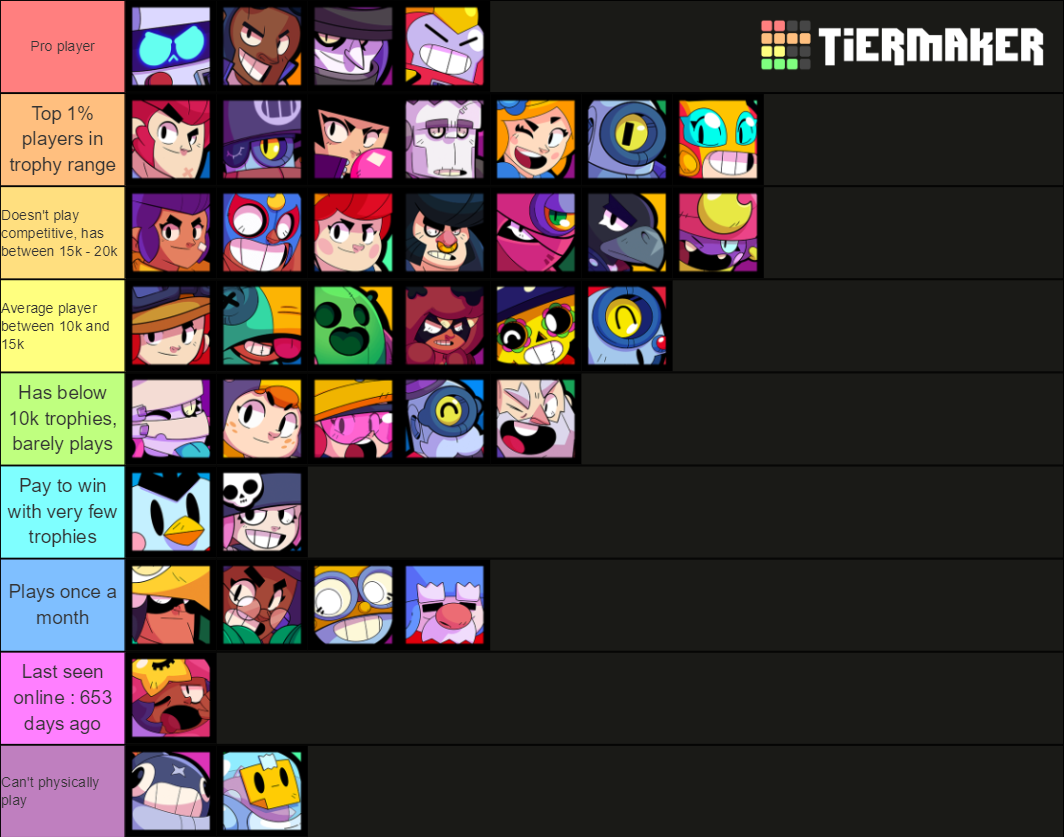 Pro player
TiERMAKER
Top 1%
players in
trophy range
Doesn't play
competitive, has
between 15k - 20k
Average player
between 10k and
15k
Has below
10k trophies,
barely plays
Pay to win
with very few
trophies
Plays once a
month
Last seen
online : 653
days ago
Can't physically
play